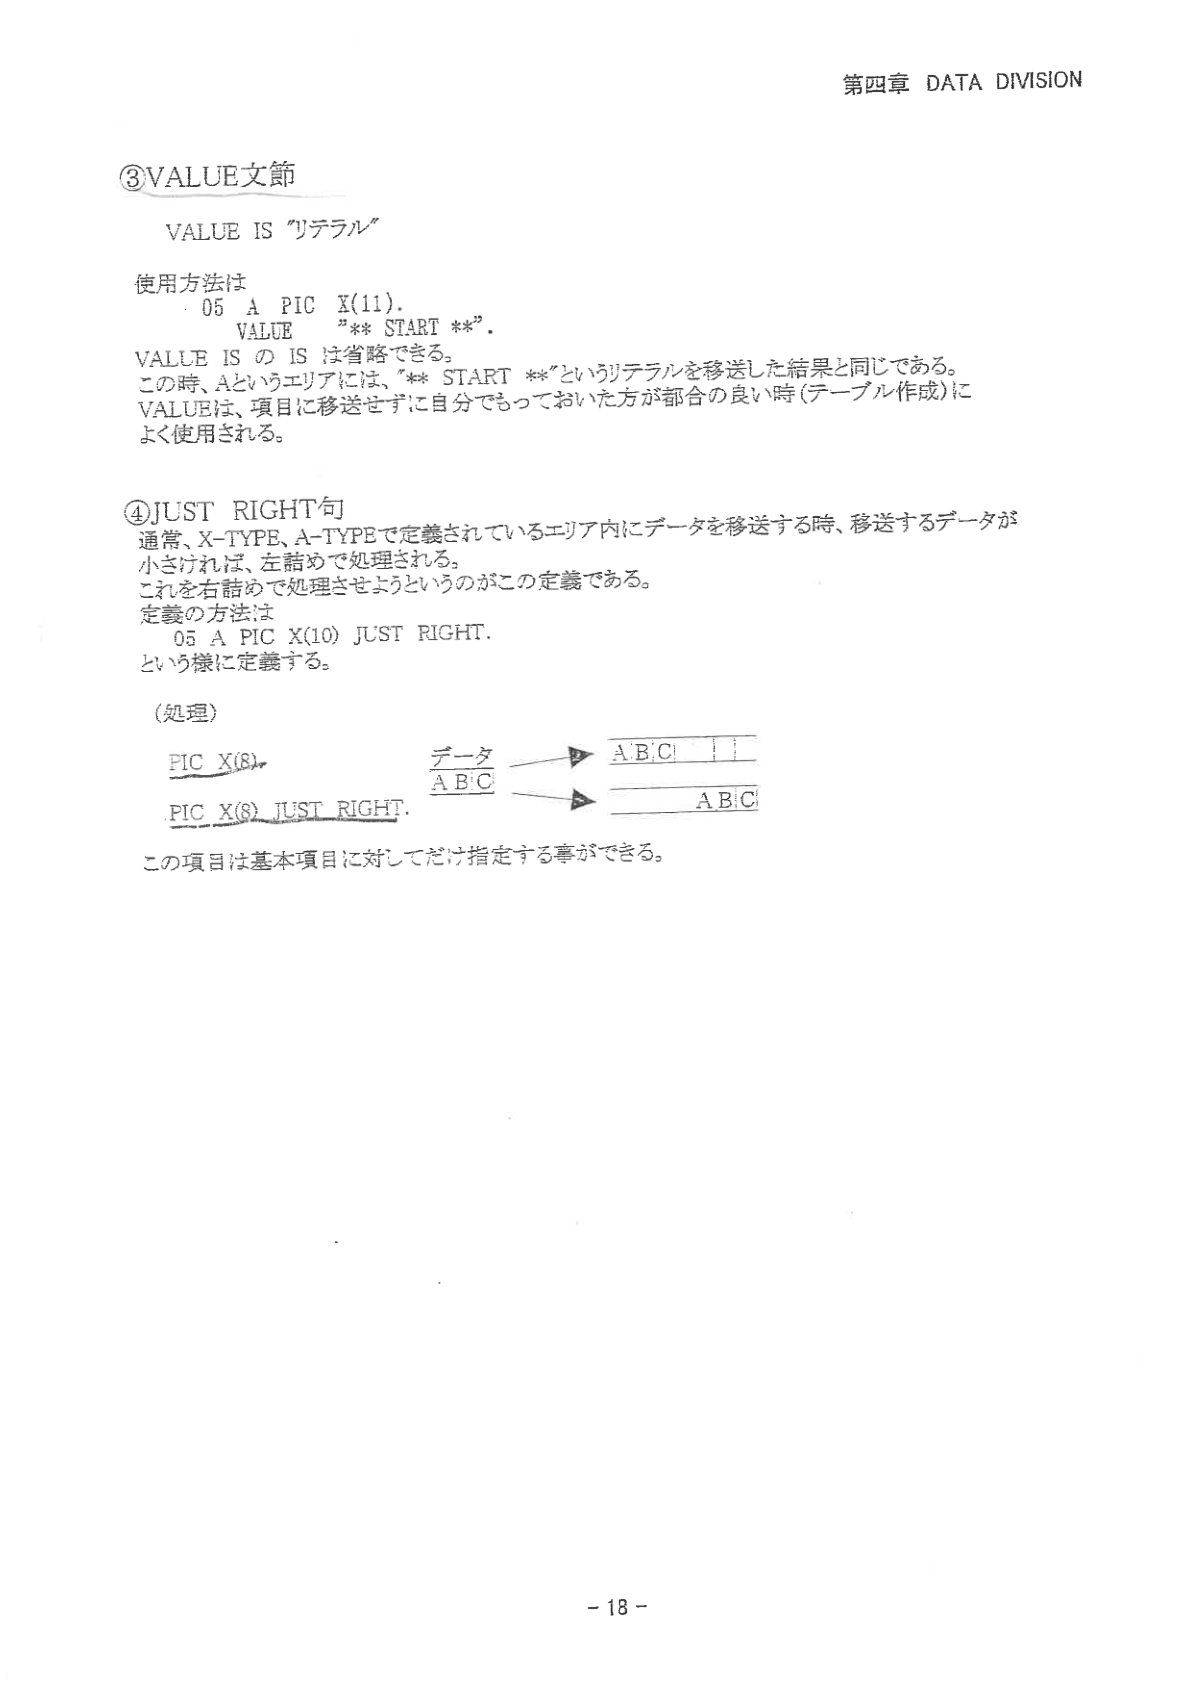 第四章 DATA DIVISION
③VALUE文節
VALUE IS "リテラル"
使用方法は
05 A PIC X(11).
VALUE "** START **".
VALUE IS の IS は省略できる。
この時、Aというエリアには、"** START **"というリテラルを移送した結果と同じである。
VALUEは、項目に移送せずに自分でもっておいた方が都合の良い時(テーブル作成)に
よく使用される。
④JUST RIGHT句
通常、X-TYPE、A-TYPEで定義されているエリア内にデータを移送する時、移送するデータが
小さければ、左詰めで処理される。
これを右詰めで処理させようというのがこの定義である。
定義の方法は
05 A PIC X(10) JUST RIGHT.
という様に定義する。
(処理)
PIC X(8).
データ
A B C
A B C
PIC X(8) JUST RIGHT.
A B C
この項目は基本項目に対してだけ指定する事ができる。
- 18 -